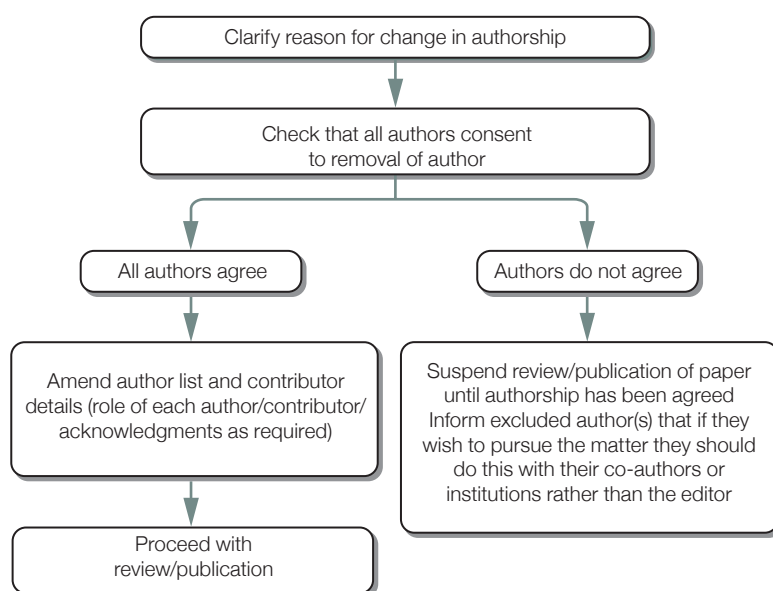 Clarify reason for change in authorship
Check that all authors consent
to removal of author
All authors agree
Authors do not agree
Amend author list and contributor
details (role of each author/contributor/
acknowledgments as required)
Suspend review/publication of paper
until authorship has been agreed
Inform excluded author(s) that if they
wish to pursue the matter they should
do this with their co-authors or
institutions rather than the editor
Proceed with
review/publication